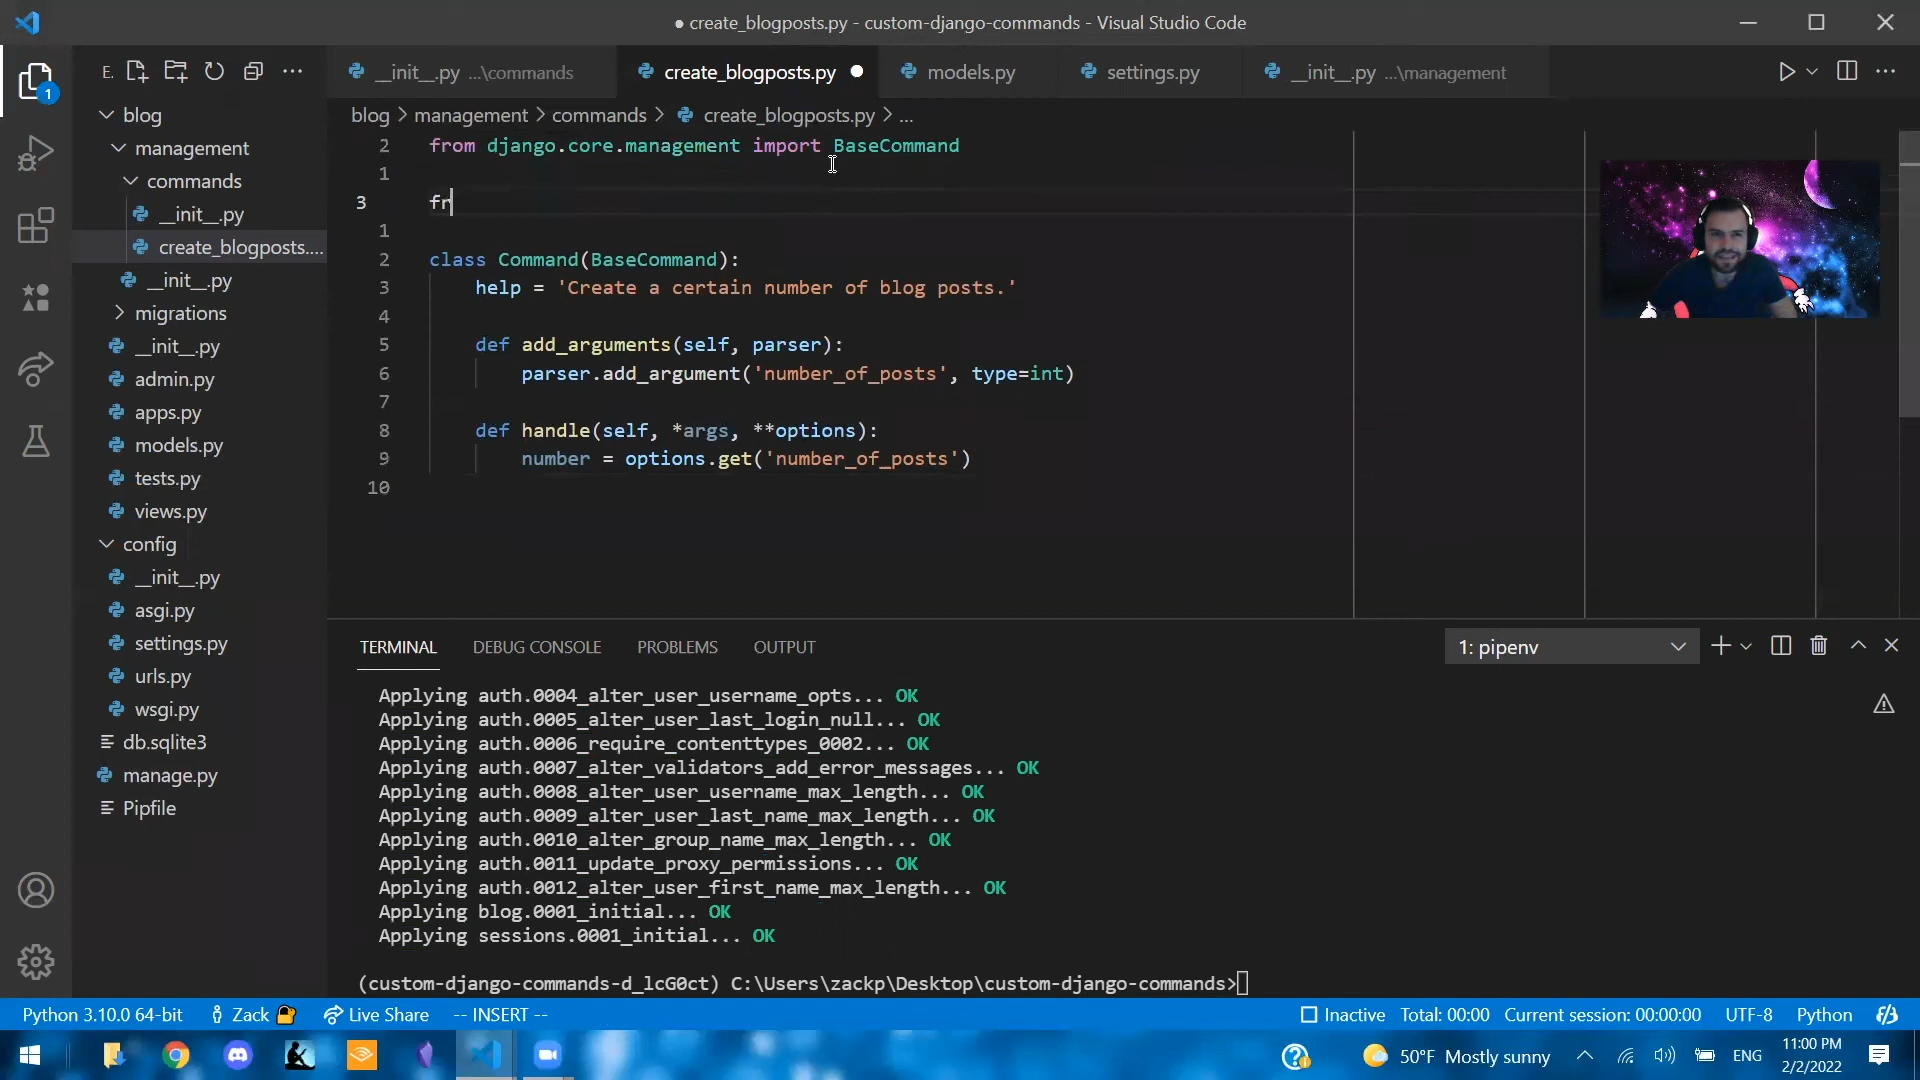 ● create_blogposts.py - custom-django-commands - Visual Studio Code
E.
__init__.py ...\commands
create_blogposts.py ●
models.py
settings.py
__init__.py ...\management
1
blog > management > commands > create_blogposts.py > ...
blog
management
commands
__init__.py
create_blogposts....
__init__.py
migrations
__init__.py
admin.py
apps.py
models.py
tests.py
views.py
config
__init__.py
asgi.py
settings.py
urls.py
wsgi.py
db.sqlite3
manage.py
Pipfile
2 from django.core.management import BaseCommand
1
3 fr
1
2 class Command(BaseCommand):
3 help = 'Create a certain number of blog posts.'
4
5 def add_arguments(self, parser):
6 parser.add_argument('number_of_posts', type=int)
7
8 def handle(self, *args, **options):
9 number = options.get('number_of_posts')
10
TERMINAL DEBUG CONSOLE PROBLEMS OUTPUT
1: pipenv
Applying auth.0004_alter_user_username_opts... OK
Applying auth.0005_alter_user_last_login_null... OK
Applying auth.0006_require_contenttypes_0002... OK
Applying auth.0007_alter_validators_add_error_messages... OK
Applying auth.0008_alter_user_username_max_length... OK
Applying auth.0009_alter_user_last_name_max_length... OK
Applying auth.0010_alter_group_name_max_length... OK
Applying auth.0011_update_proxy_permissions... OK
Applying auth.0012_alter_user_first_name_max_length... OK
Applying blog.0001_initial... OK
Applying sessions.0001_initial... OK
(custom-django-commands-d_lcG0ct) C:\Users\zackp\Desktop\custom-django-commands>
Python 3.10.0 64-bit Zack Live Share -- INSERT -- Inactive Total: 00:00 Current session: 00:00:00 UTF-8 Python
50°F Mostly sunny ENG 11:00 PM
2/2/2022